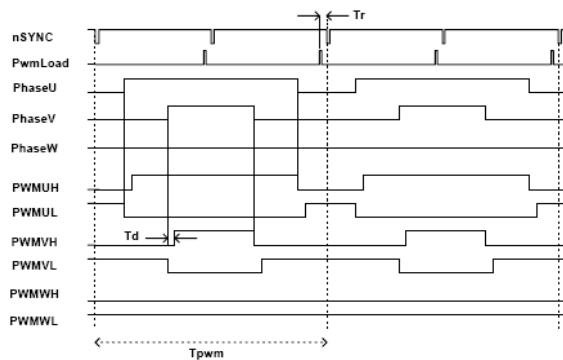 Tr
nSYNC
PwmLoad
PhaseU
PhaseV
PhaseW
PWMUH
PWMUL
Td
PWMVH
PWMVL
PWMWH
PWMWL
Tpwm